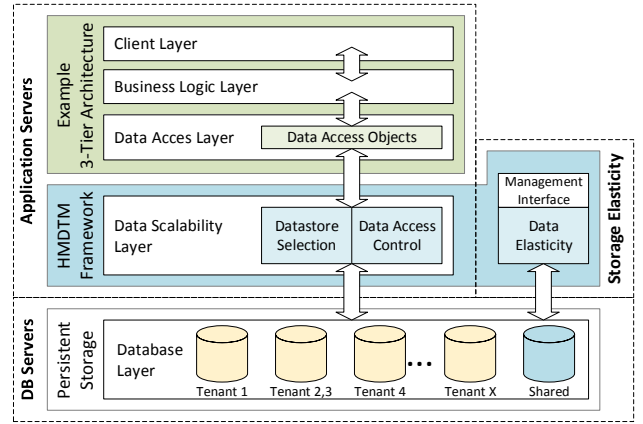 Application Servers
Example
3-Tier Architecture
Client Layer
Business Logic Layer
Data Acces Layer
Data Access Objects
HMDTM
Framework
Data Scalability
Layer
Datastore
Selection
Data Access
Control
Management
Interface
Data
Elasticity
Storage Elasticity
DB Servers
Persistent
Storage
Database
Layer
...
Tenant 1
Tenant 2,3
Tenant 4
Tenant X
Shared